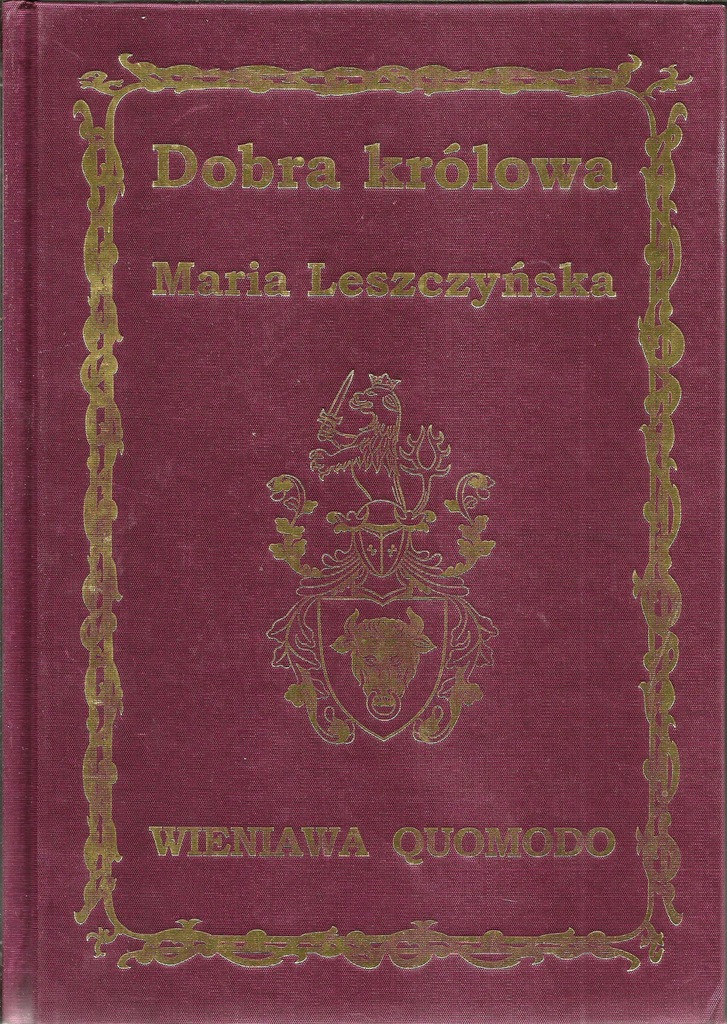 Dobra królowa
Maria Leszczyńska
WIENIAWA QUOMODO